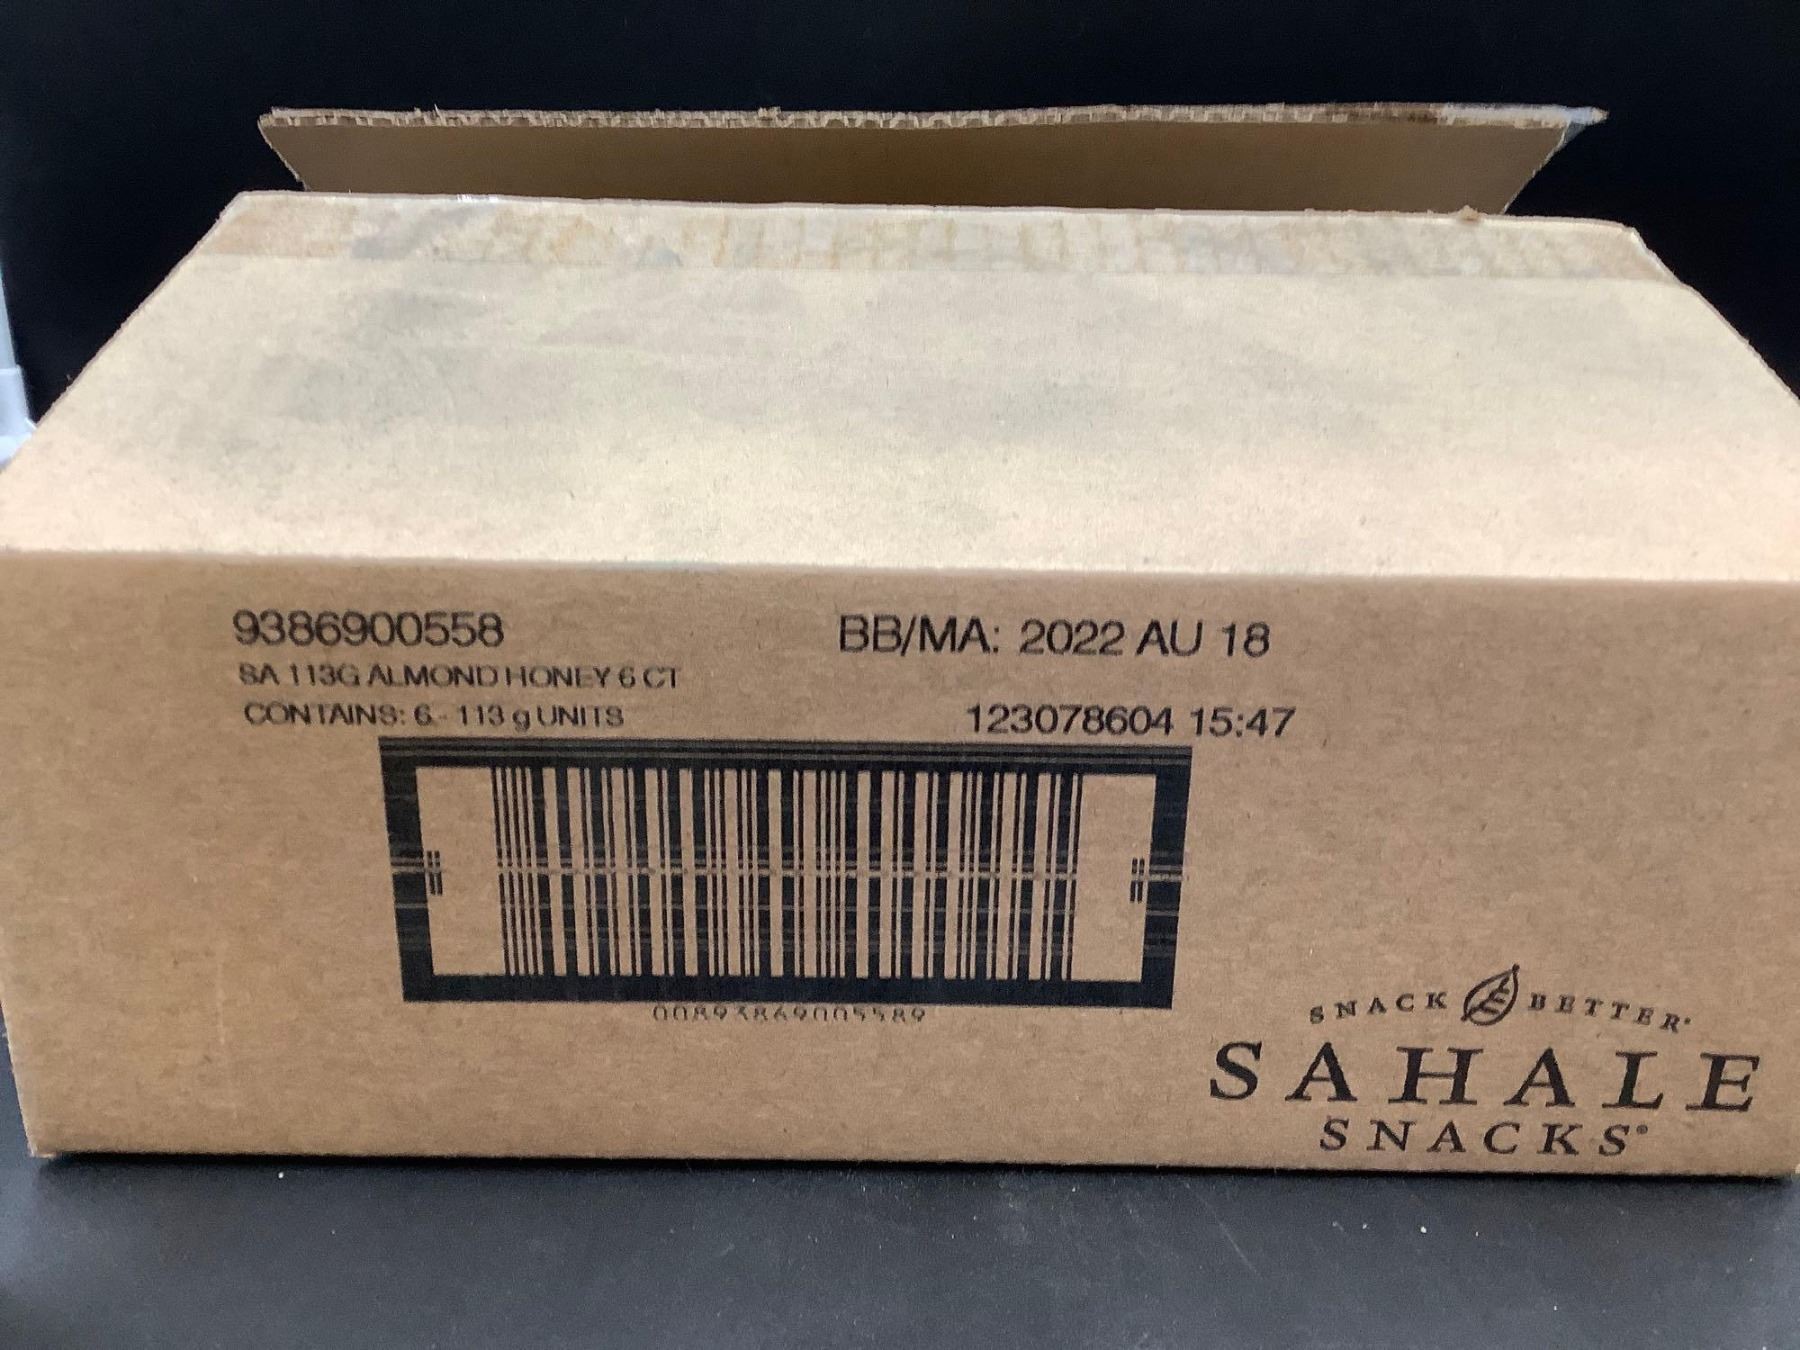 9386900558
SA 113G ALMOND HONEY 6 CT
CONTAINS: 6 - 113 g UNITS
BB/MA: 2022 AU 18
123078604 15:47
00893869005589
SNACK BETTER®
SAHALE
SNACKS®